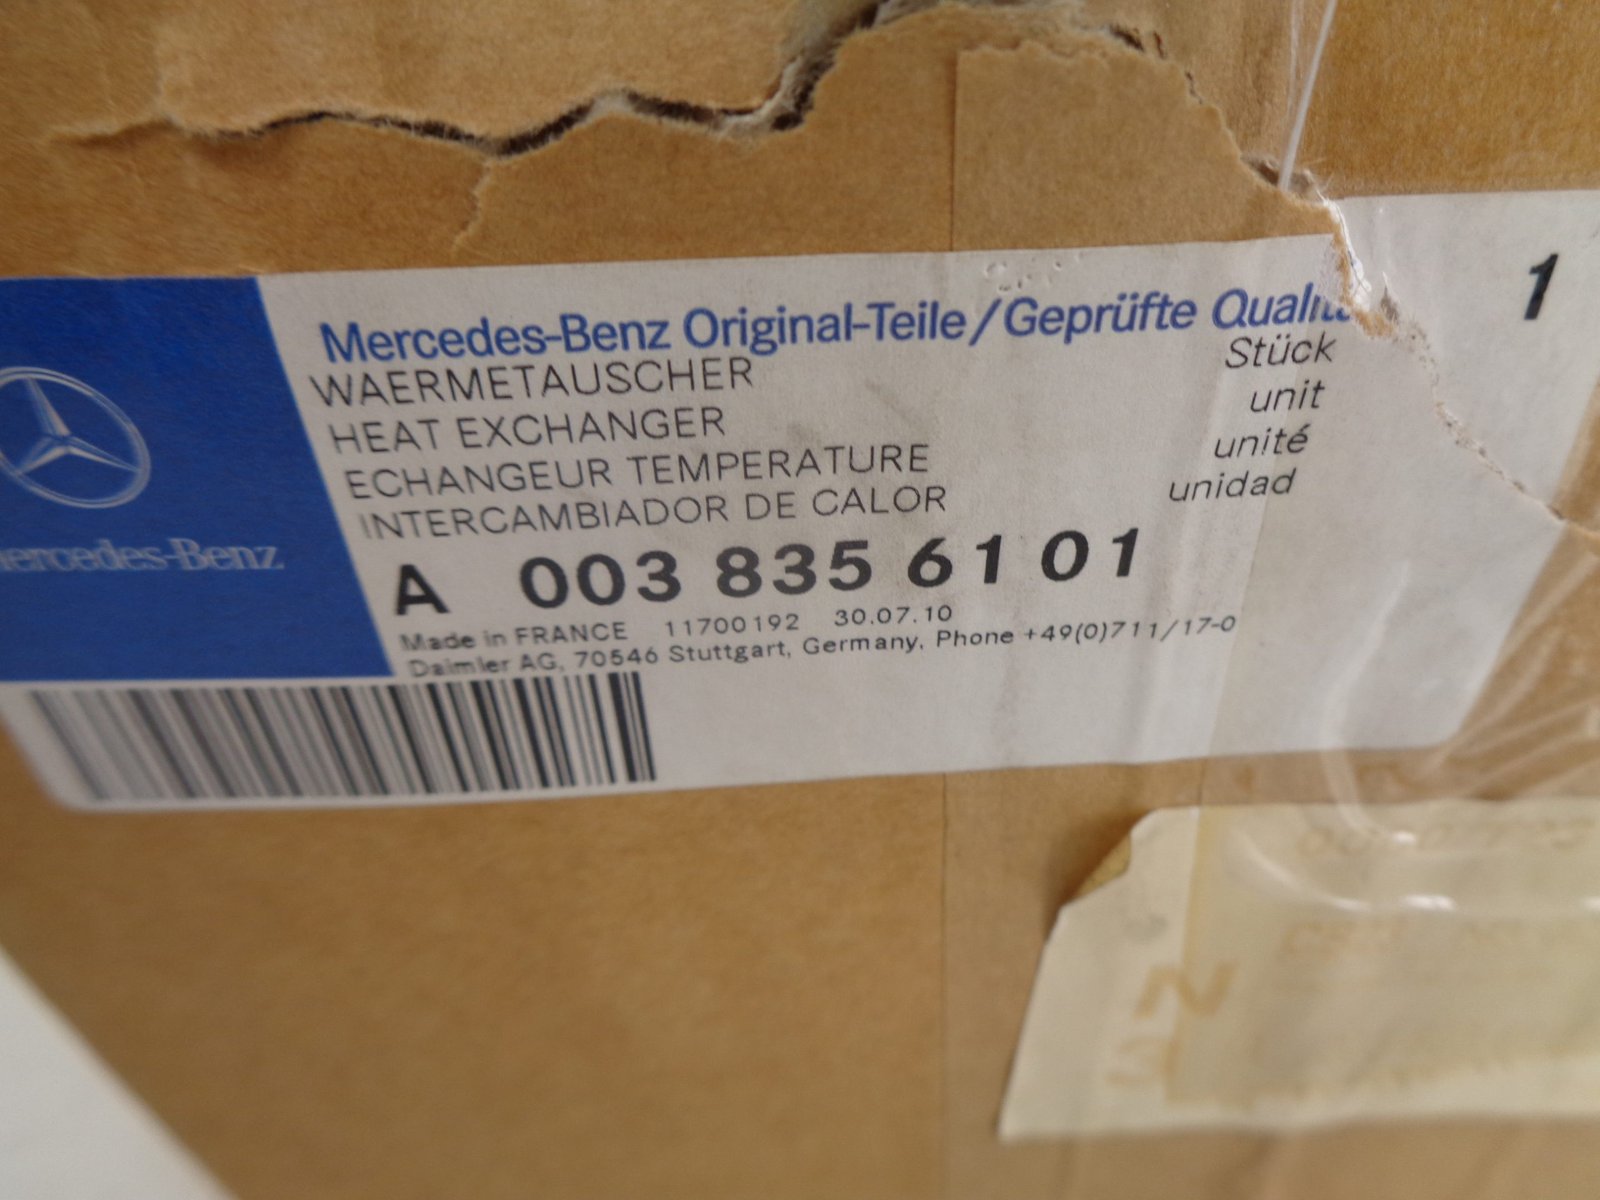 Mercedes-Benz Original-Teile/Geprüfte
1
WAERMETAUSCHER
Stück
HEAT EXCHANGER
unit
ECHANGEUR TEMPERATURE
unité
INTERCAMBIADOR DE CALOR
unidad
A 003 835 61 01
Made in FRANCE 11700192 30.07.10
Daimler AG, 70546 Stuttgart, Germany, Phone +49(0)711/17-0
Mercedes-Benz